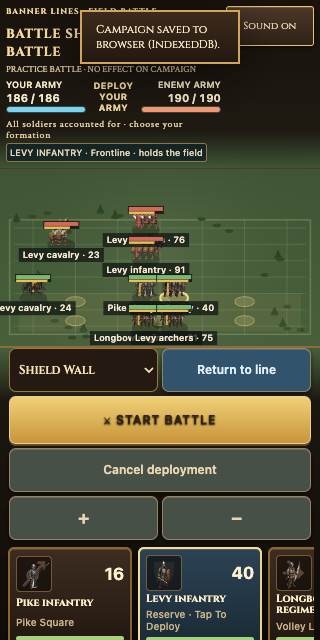 BANNER LINES · FIELD BATTLE
CAMPAIGN SAVED TO
BROWSER (INDEXEDDB).
SOUND ON
BATTLE SH
BATTLE
PRACTICE BATTLE · NO EFFECT ON CAMPAIGN
YOUR ARMY
186 / 186
DEPLOY
YOUR
ARMY
ENEMY ARMY
190 / 190
All soldiers accounted for · choose your
formation
LEVY INFANTRY · Frontline · holds the field
Levy · 76
Levy cavalry · 23
Levy infantry · 91
evy cavalry · 24
Pike · 40
Longbow Levy archers · 75
SHIELD WALL
Return to line
⚔ START BATTLE
Cancel deployment
+
−
16
PIKE INFANTRY
Pike Square
40
LEVY INFANTRY
Reserve · Tap To
Deploy
LONGB
REGIME
Volley L